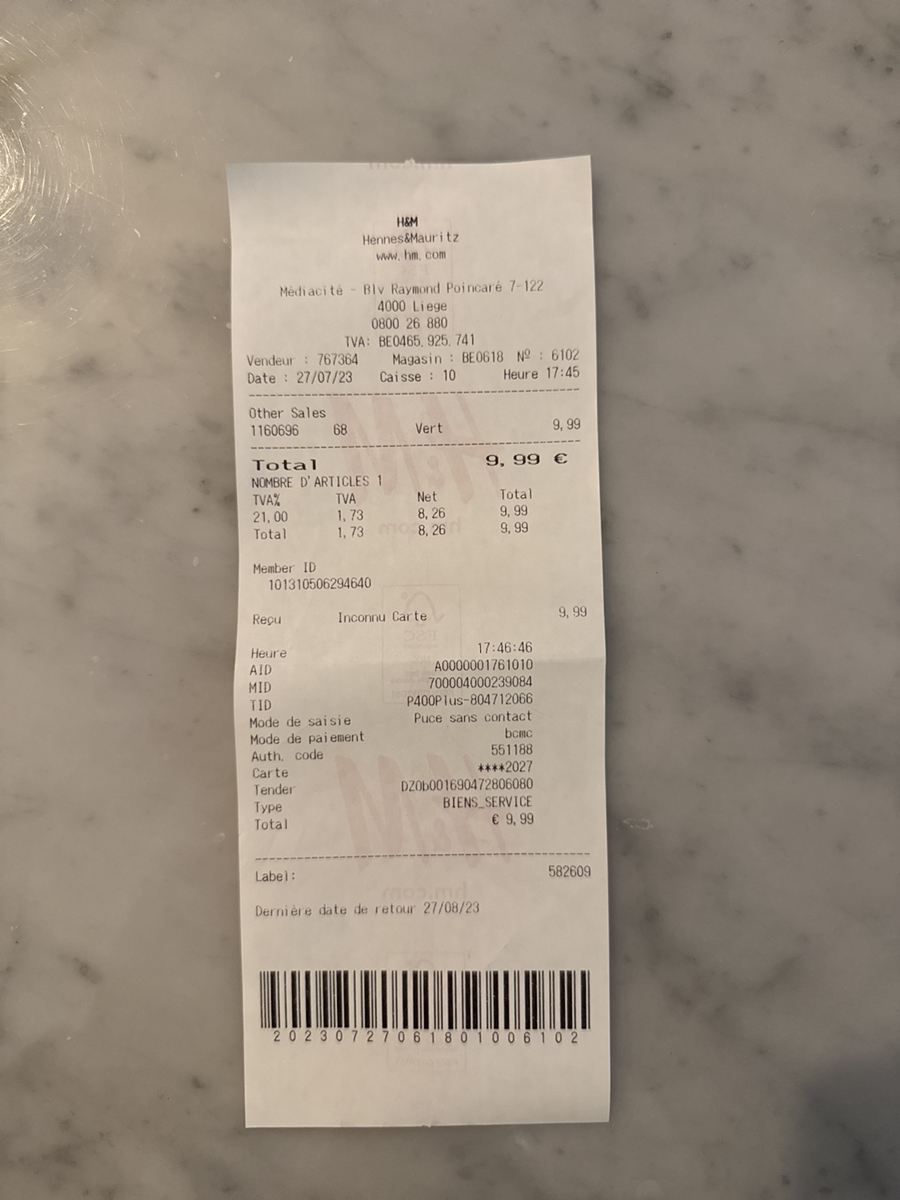 H&M
Hennes&Mauritz
www.hm.com
Médiacité - Blv Raymond Poincaré 7-122
4000 Liege
0800 26 880
TVA: BE0465.925.741
Vendeur : 767364 Magasin : BE0618 Nº : 6102
Date : 27/07/23 Caisse : 10 Heure 17:45
Other Sales
1160696 68 Vert 9,99
Total 9,99 €
NOMBRE D'ARTICLES 1
TVA% TVA Net Total
21,00 1,73 8,26 9,99
Total 1,73 8,26 9,99
Member ID
101310506294640
Reçu Inconnu Carte 9,99
Heure 17:46:46
AID A0000001761010
MID 700004000239084
TID P400Plus-804712066
Mode de saisie Puce sans contact
Mode de paiement bcmc
Auth. code 551188
Carte ****2027
Tender DZ0b001690472806080
Type BIENS_SERVICE
Total € 9,99
Label: 582609
Dernière date de retour 27/08/23
20230727061801006102